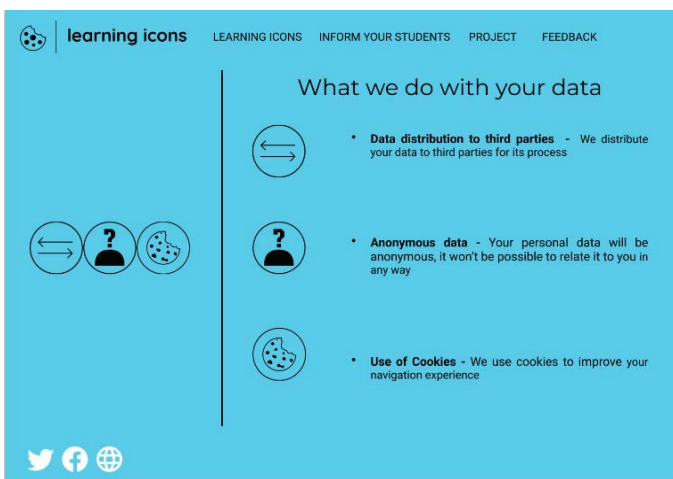 learning icons
LEARNING ICONS INFORM YOUR STUDENTS PROJECT FEEDBACK
What we do with your data
• Data distribution to third parties - We distribute
your data to third parties for its process
• Anonymous data - Your personal data will be
anonymous, it won't be possible to relate it to you in
any way
• Use of Cookies - We use cookies to improve your
navigation experience